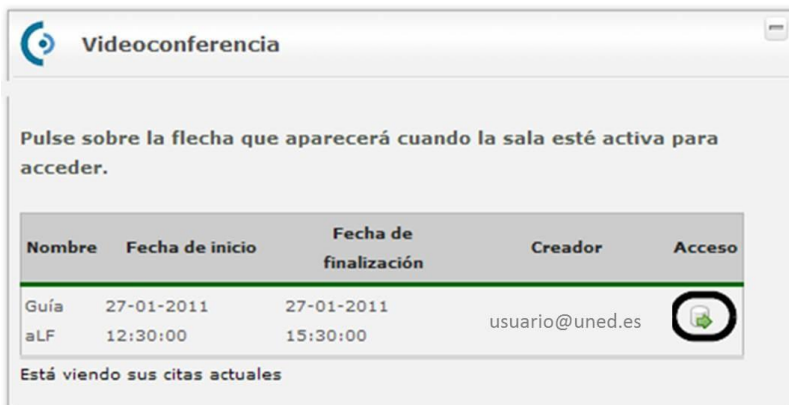 Videoconferencia
Pulse sobre la flecha que aparecerá cuando la sala esté activa para
acceder.
Nombre Fecha de inicio Fecha de finalización Creador Acceso
Guía 27-01-2011 27-01-2011 usuario@uned.es
aLF 12:30:00 15:30:00
Está viendo sus citas actuales